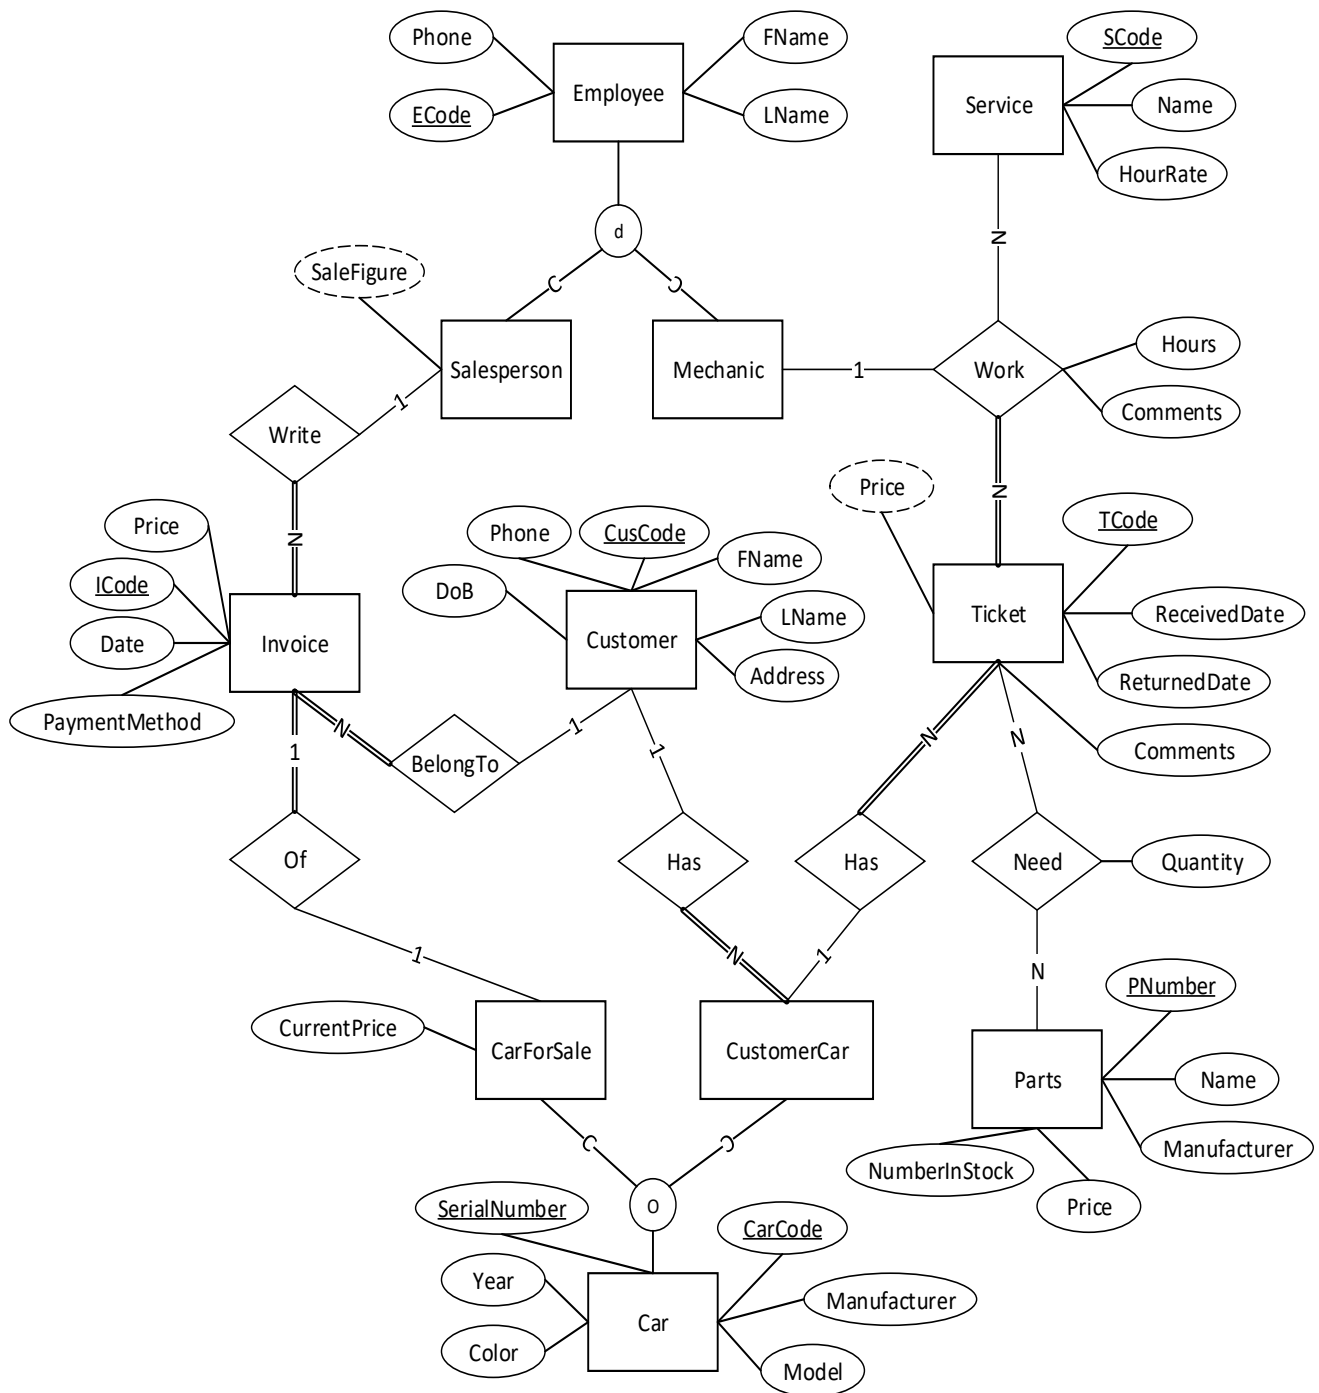 Phone
FName
SCode
Employee
Service
Name
ECode
LName
HourRate
d
N
SaleFigure
Salesperson
Mechanic
1
Work
Hours
Comments
1
Write
Price
N
Price
Phone
CusCode
FName
TCode
N
ICode
DoB
LName
ReceivedDate
Invoice
Customer
Ticket
Date
Address
ReturnedDate
PaymentMethod
N
1
1
N
N
Comments
1
BelongTo
Of
Has
Has
Need
Quantity
1
N
1
N
PNumber
CurrentPrice
CarForSale
CustomerCar
Parts
Name
Manufacturer
NumberInStock
Price
O
SerialNumber
CarCode
Year
Manufacturer
Car
Color
Model